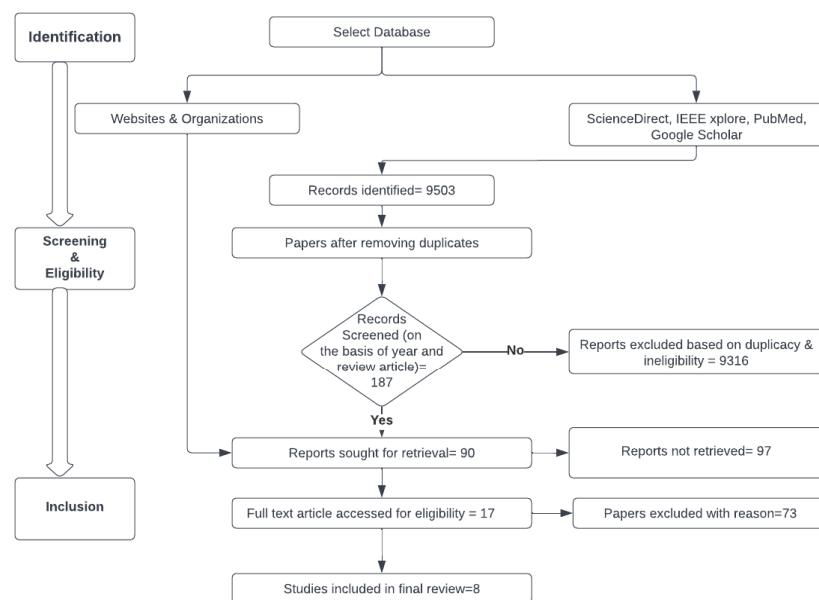 Identification
Select Database
Websites & Organizations
ScienceDirect, IEEE xplore, PubMed,
Google Scholar
Records identified= 9503
Screening
&
Eligibility
Papers after removing duplicates
Records
Screened (on
the basis of year and
review article)=
187
No
Reports excluded based on duplicacy &
ineligibility = 9316
Yes
Reports sought for retrieval= 90
Reports not retrieved= 97
Inclusion
Full text article accessed for eligibility = 17
Papers excluded with reason=73
Studies included in final review=8